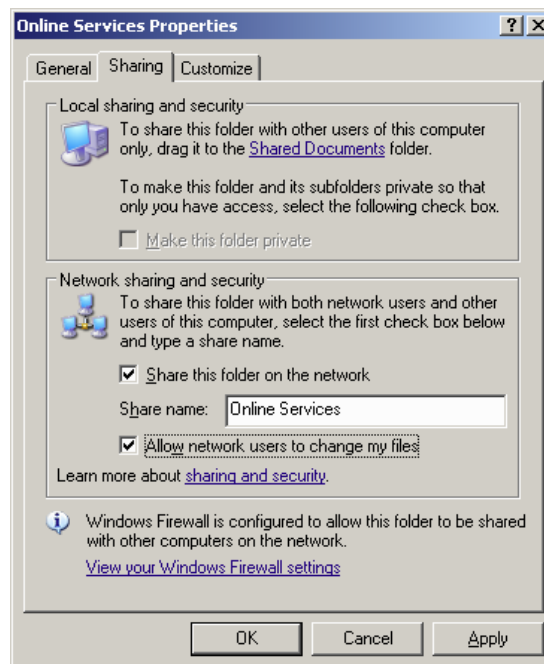 Online Services Properties
General Sharing Customize
Local sharing and security
To share this folder with other users of this computer
only, drag it to the Shared Documents folder.
To make this folder and its subfolders private so that
only you have access, select the following check box.
Make this folder private
Network sharing and security
To share this folder with both network users and other
users of this computer, select the first check box below
and type a share name.
Share this folder on the network
Share name: Online Services
Allow network users to change my files
Learn more about sharing and security.
Windows Firewall is configured to allow this folder to be shared
with other computers on the network.
View your Windows Firewall settings
OK Cancel Apply